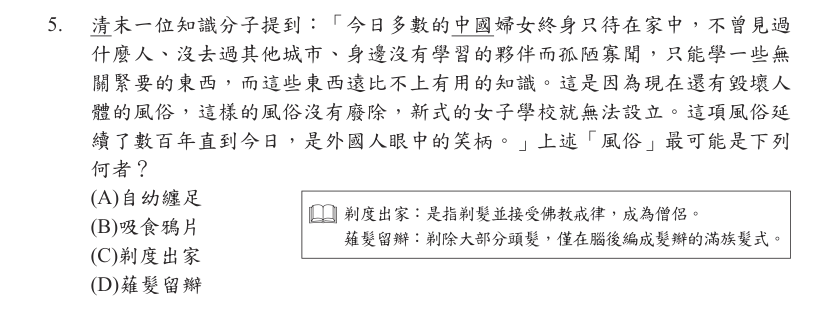 5. 清末一位知識分子提到：「今日多數的中國婦女終身只待在家中，不曾見過
什麼人、沒去過其他城市、身邊沒有學習的夥伴而孤陋寡聞，只能學一些無
關緊要的東西，而這些東西遠比不上有用的知識。這是因為現在還有毀壞人
體的風俗，這樣的風俗沒有廢除，新式的女子學校就無法設立。這項風俗延
續了數百年直到今日，是外國人眼中的笑柄。」上述「風俗」最可能是下列
何者？
(A)自幼纏足
(B)吸食鴉片
(C)剃度出家
(D)薙髮留辮
剃度出家：是指剃髮並接受佛教戒律，成為僧侶。
薙髮留辮：剃除大部分頭髮，僅在腦後編成髮辮的滿族髮式。